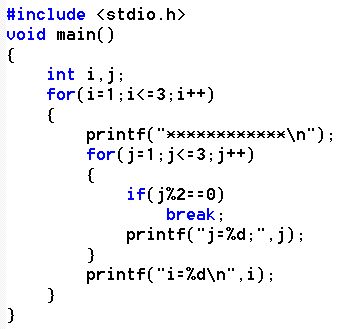 #include <stdio.h>
void main()
{
    int i,j;
    for(i=1;i<=3;i++)
    {
        printf("************\n");
        for(j=1;j<=3;j++)
        {
            if(j%2==0)
                break;
            printf("j=%d;",j);
        }
        printf("i=%d\n",i);
    }
}